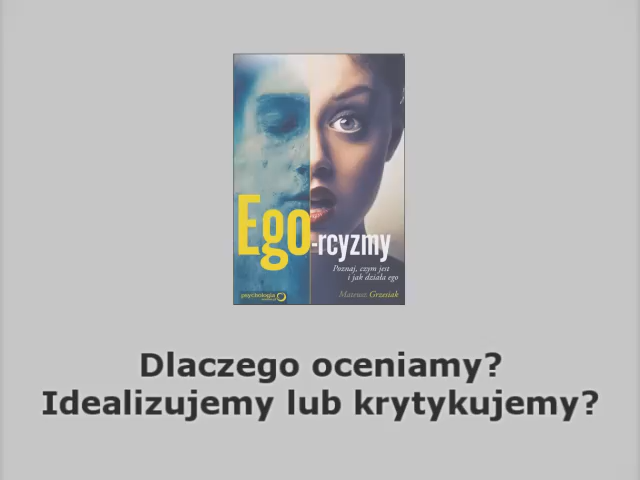 Ego-rcyzmy
Poznaj, czym jest
i jak działa ego
Mateusz Grzesiak
psychologia
Dlaczego oceniamy?
Idealizujemy lub krytykujemy?